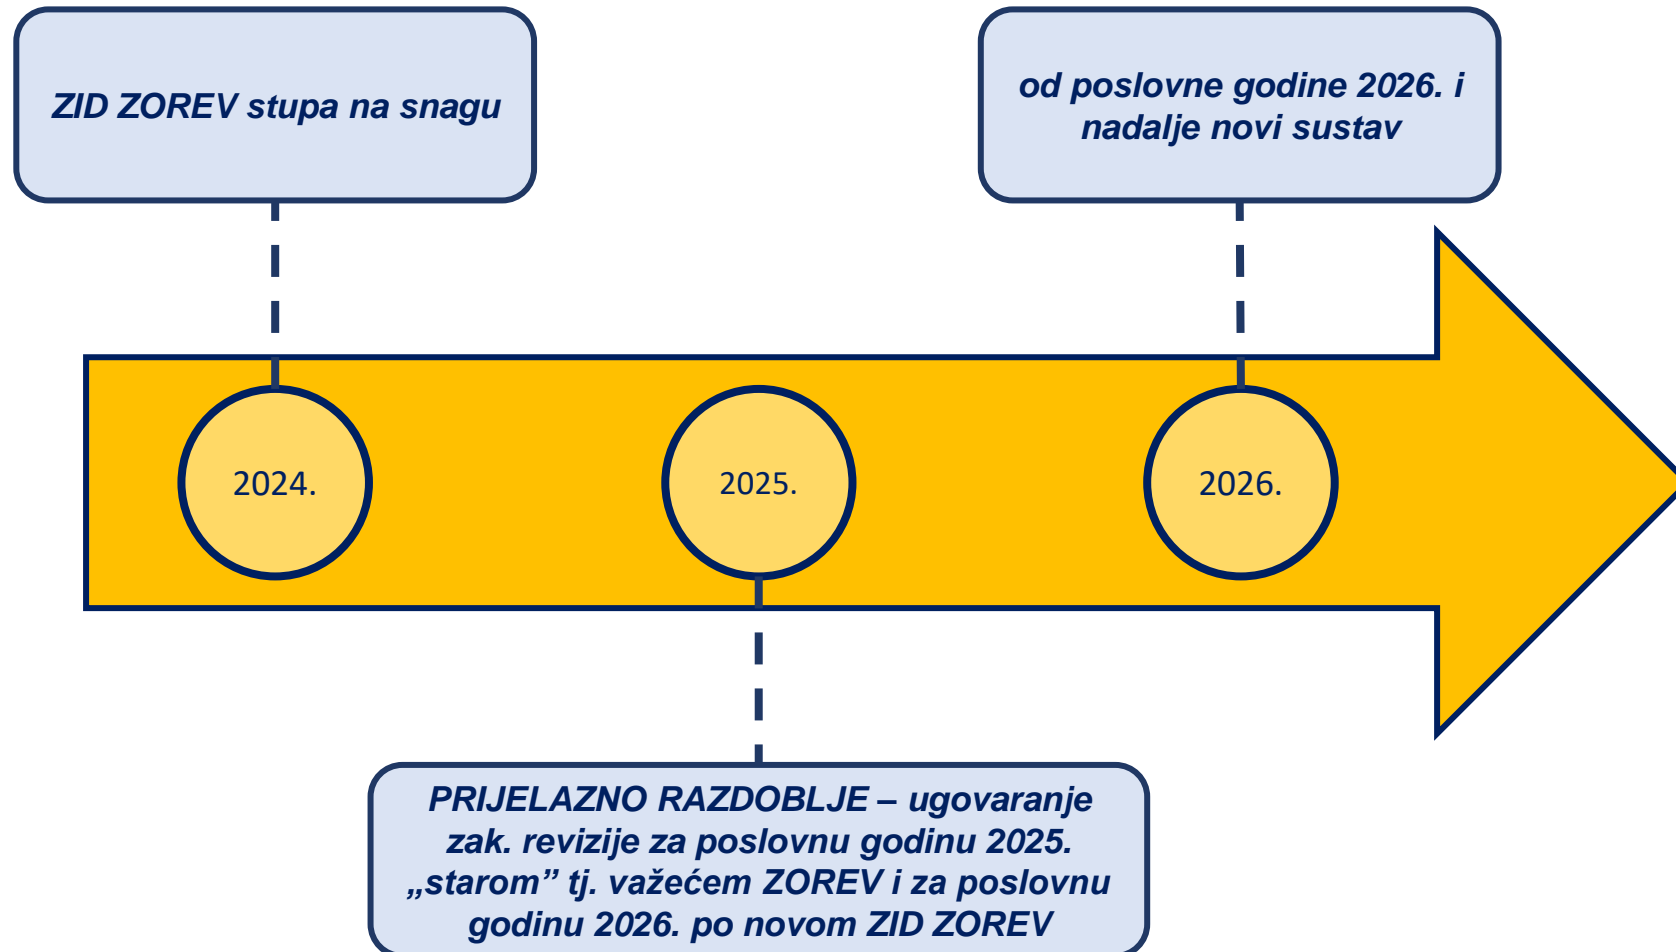 ZID ZOREV stupa na snagu
od poslovne godine 2026. i
nadalje novi sustav
2024.
2025.
2026.
PRIJELAZNO RAZDOBLJE – ugovaranje
zak. revizije za poslovnu godinu 2025.
„starom” tj. važećem ZOREV i za poslovnu
godinu 2026. po novom ZID ZOREV